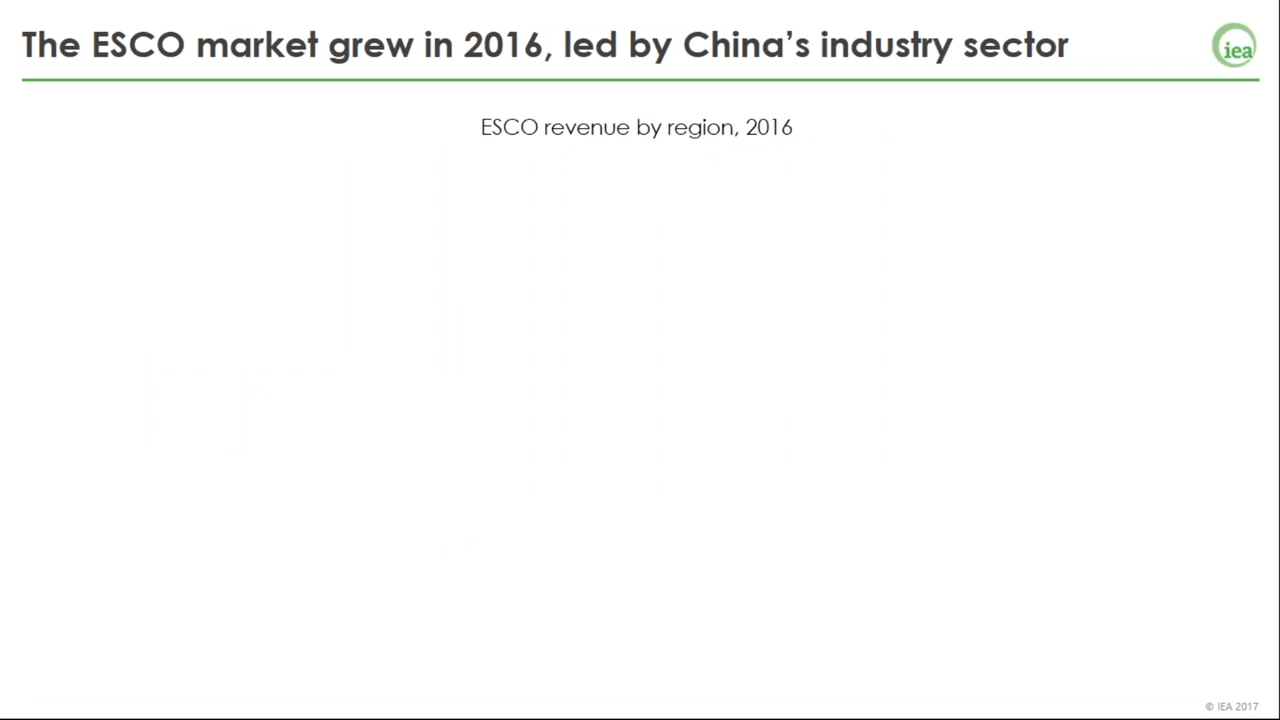 The ESCO market grew in 2016, led by China’s industry sector
iea
ESCO revenue by region, 2016
© IEA 2017